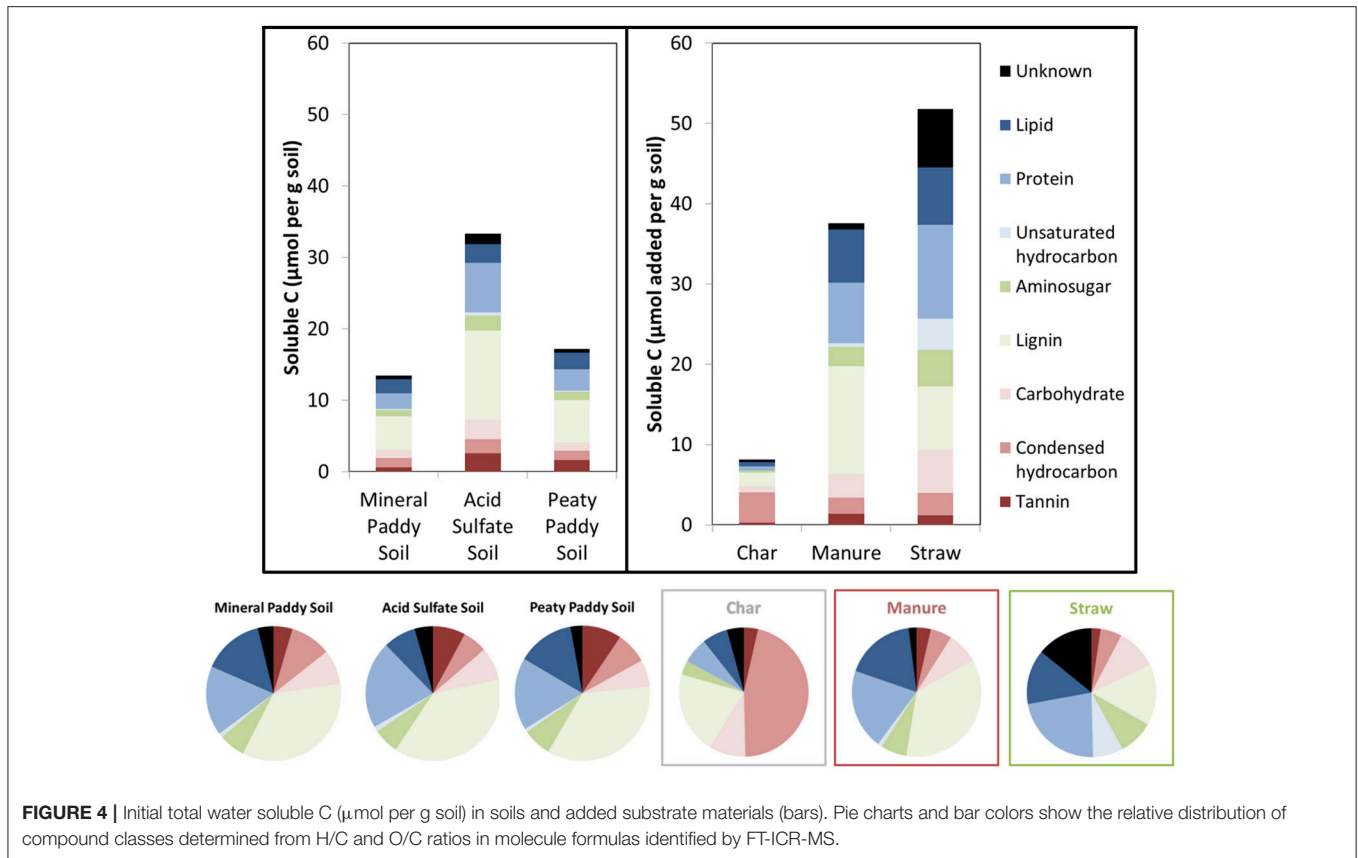 Soluble C (µmol per g soil)
60
50
40
30
20
10
0
Mineral
Paddy
Soil
Acid
Sulfate
Soil
Peaty
Paddy
Soil
Soluble C (µmol added per g soil)
60
50
40
30
20
10
0
Char
Manure
Straw
Unknown
Lipid
Protein
Unsaturated
hydrocarbon
Aminosugar
Lignin
Carbohydrate
Condensed
hydrocarbon
Tannin
Mineral Paddy Soil
Acid Sulfate Soil
Peaty Paddy Soil
Char
Manure
Straw
FIGURE 4 | Initial total water soluble C (μmol per g soil) in soils and added substrate materials (bars). Pie charts and bar colors show the relative distribution of
compound classes determined from H/C and O/C ratios in molecule formulas identified by FT-ICR-MS.